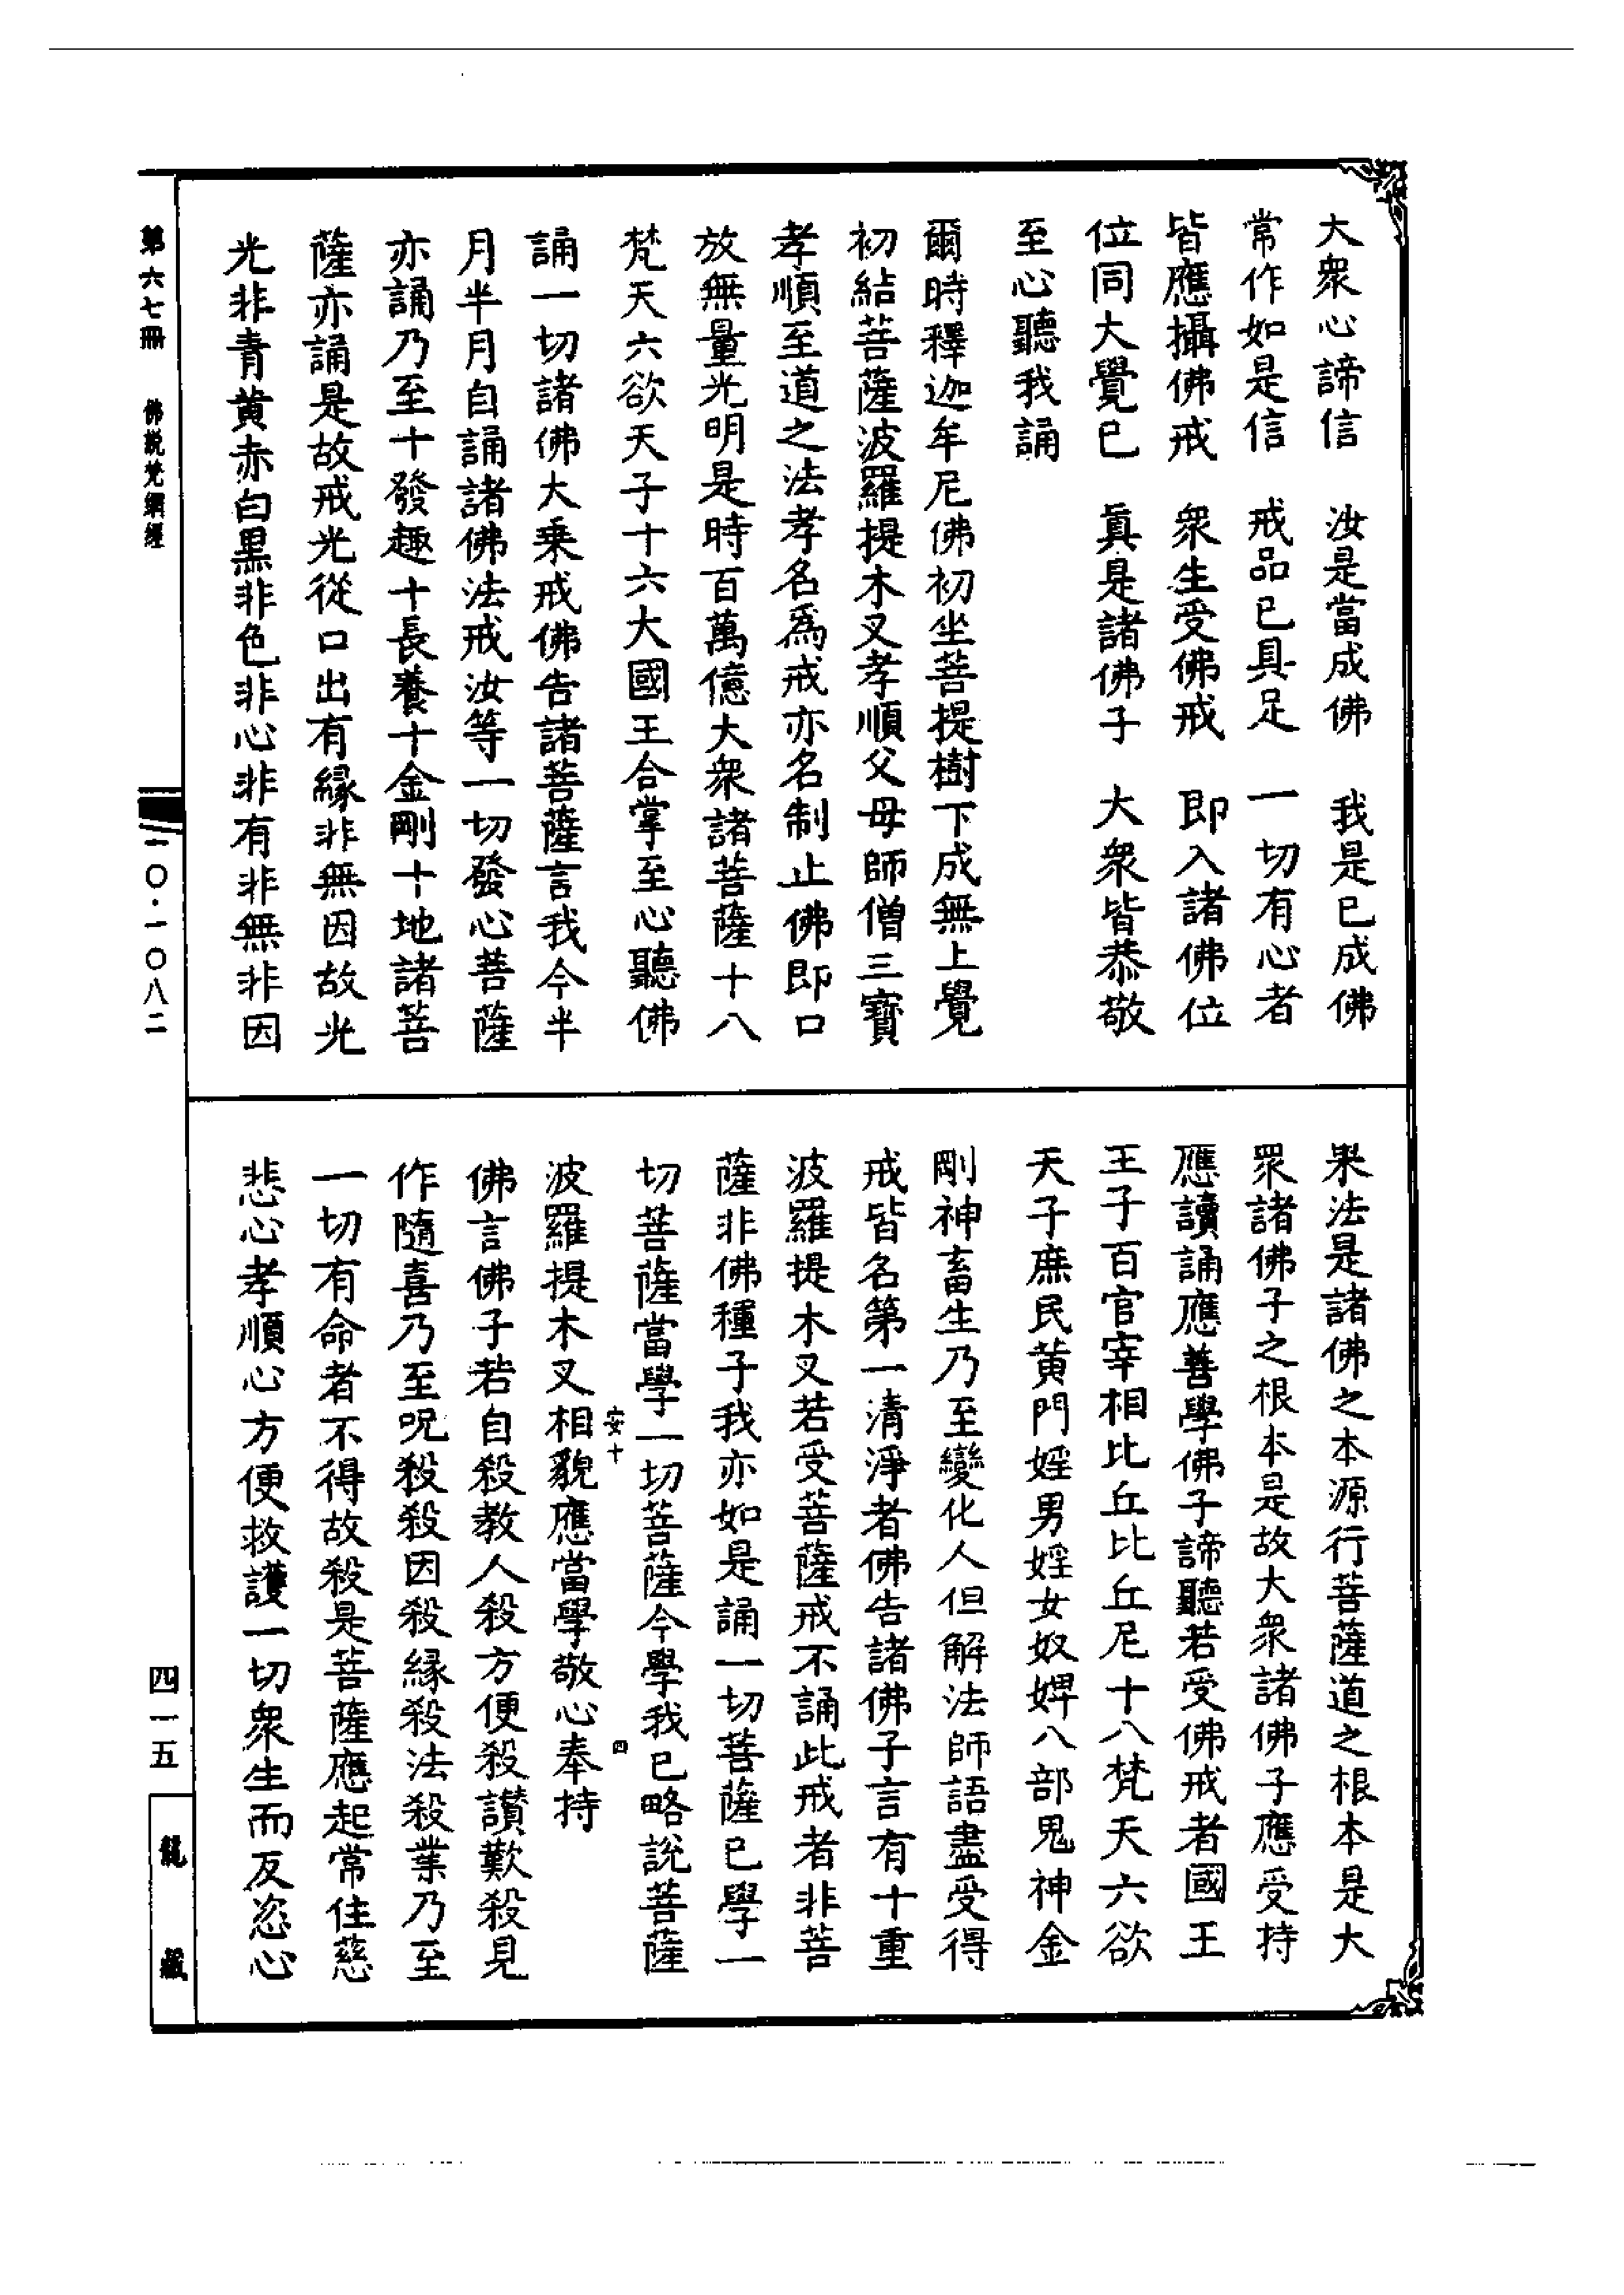 大衆心諦信　汝是當成佛　我是已成佛
常作如是信　戒品已具足　一切有心者
皆應攝佛戒　衆生受佛戒　即入諸佛位
位同大覺已　眞是諸佛子　大衆皆恭敬
至心聽我誦
爾時釋迦牟尼佛初坐菩提樹下成無上覺
初結菩薩波羅提木叉孝順父母師僧三寶
孝順至道之法孝名爲戒亦名制止佛即口
放無量光明是時百萬億大衆諸菩薩十八
梵天六欲天子十六大國王合掌至心聽佛
誦一切諸佛大乘戒佛告諸菩薩言我今半
月半月自誦諸佛法戒汝等一切發心菩薩
亦誦乃至十發趣十長養十金剛十地諸菩
薩亦誦是故戒光從口出有緣非無因故光
光非青黄赤白黒非色非心非有非無非因
果法是諸佛之本源行菩薩道之根本是大
眾諸佛子之根本是故大衆諸佛子應受持
應讀誦應善學佛子諦聽若受佛戒者國王
王子百官宰相比丘比丘尼十八梵天六欲
天子庶民黄門婬男婬女奴婢八部鬼神金
剛神畜生乃至變化人但解法師語盡受得
戒皆名第一清淨者佛告諸佛子言有十重
波羅提木叉若受菩薩戒不誦此戒者非菩
薩非佛種子我亦如是誦一切菩薩已學一
切菩薩當學一切菩薩今學我已略說菩薩
安十　四
波羅提木叉相貌應當學敬心奉持
佛言佛子若自殺教人殺方便殺讃歎殺見
作隨喜乃至呪殺殺因殺緣殺法殺業乃至
一切有命者不得故殺是菩薩應起常住慈
悲心孝順心方便救護一切衆生而反恣心
第六七冊　佛說梵網經
一〇·一〇八二
四一五
龍藏